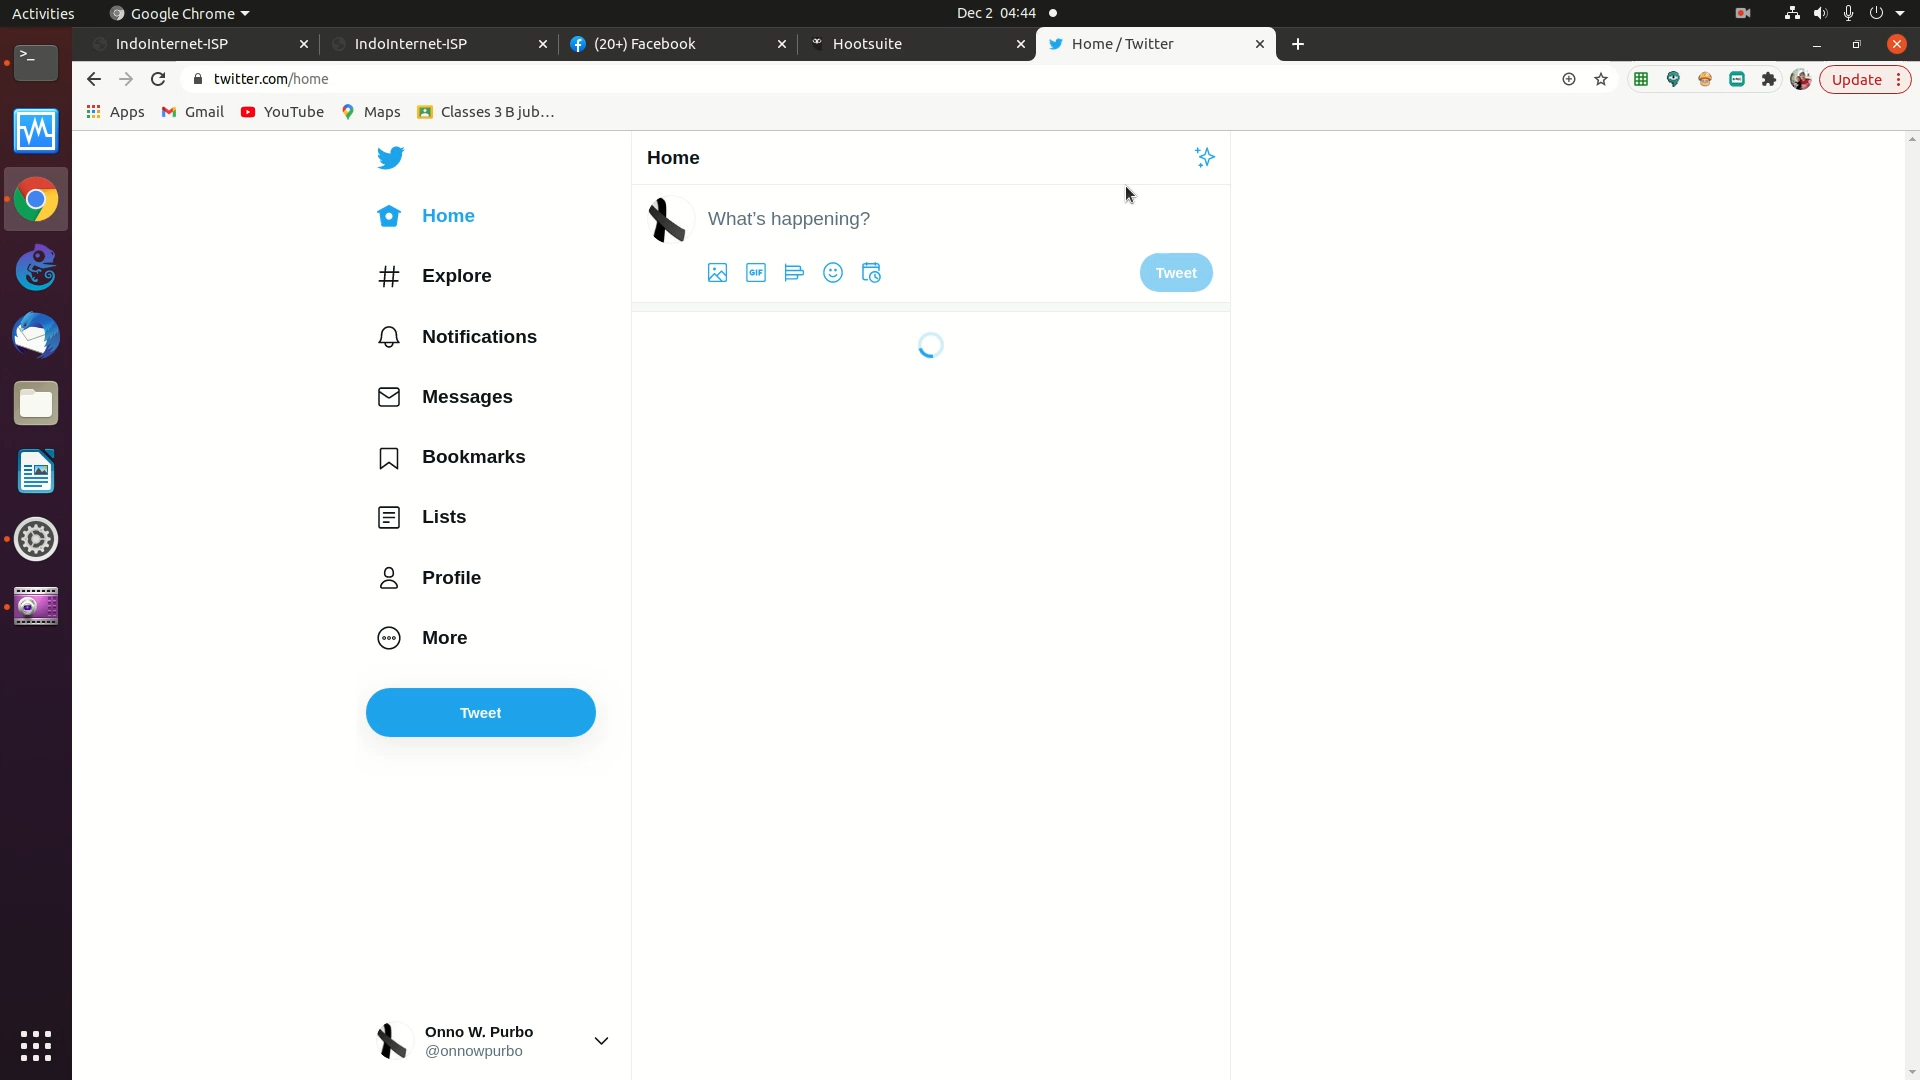 Activities
Google Chrome
Dec 2 04:44
IndoInternet-ISP
IndoInternet-ISP
(20+) Facebook
Hootsuite
Home / Twitter
twitter.com/home
Update
Apps
Gmail
YouTube
Maps
Classes 3 B jub…
Home
Explore
Notifications
Messages
Bookmarks
Lists
Profile
More
Tweet
Onno W. Purbo
@onnowpurbo
Home
What's happening?
GIF
Tweet